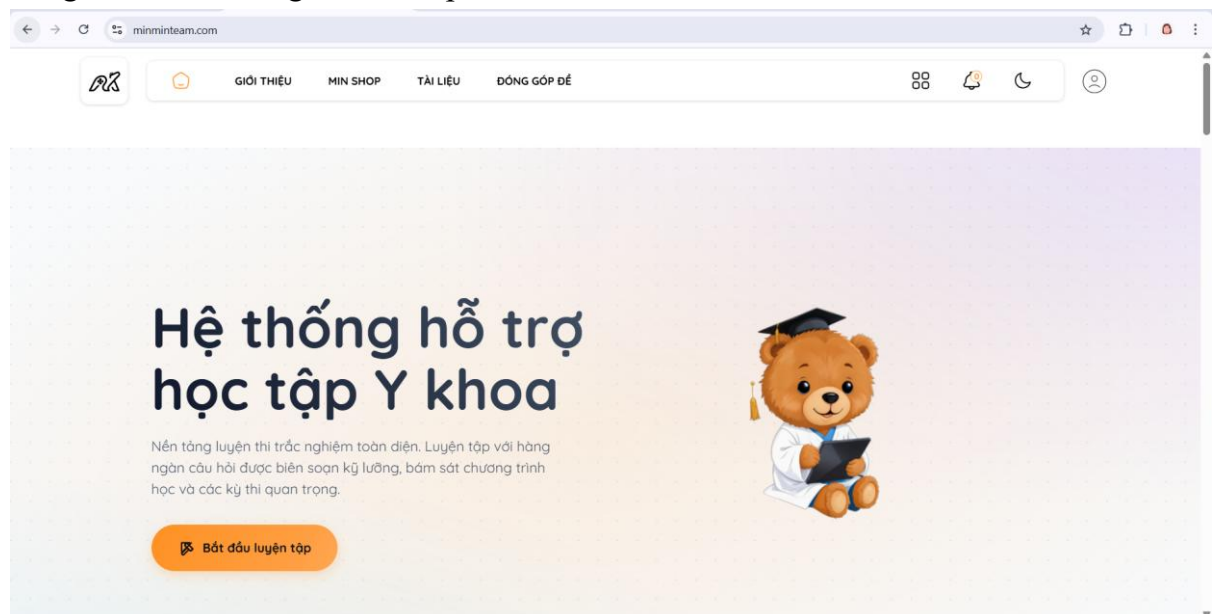 minminteam.com
GIỚI THIỆU MIN SHOP TÀI LIỆU ĐÓNG GÓP ĐỀ
Hệ thống hỗ trợ
học tập Y khoa
Nền tảng luyện thi trắc nghiệm toàn diện. Luyện tập với hàng
ngàn câu hỏi được biên soạn kỹ lưỡng, bám sát chương trình
học và các kỳ thi quan trọng.
Bắt đầu luyện tập